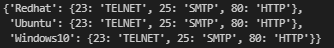 {'Redhat': {23: 'TELNET', 25: 'SMTP', 80: 'HTTP'},
 'Ubuntu': {23: 'TELNET', 25: 'SMTP', 80: 'HTTP'},
 'Windows10': {23: 'TELNET', 25: 'SMTP', 80: 'HTTP'}}